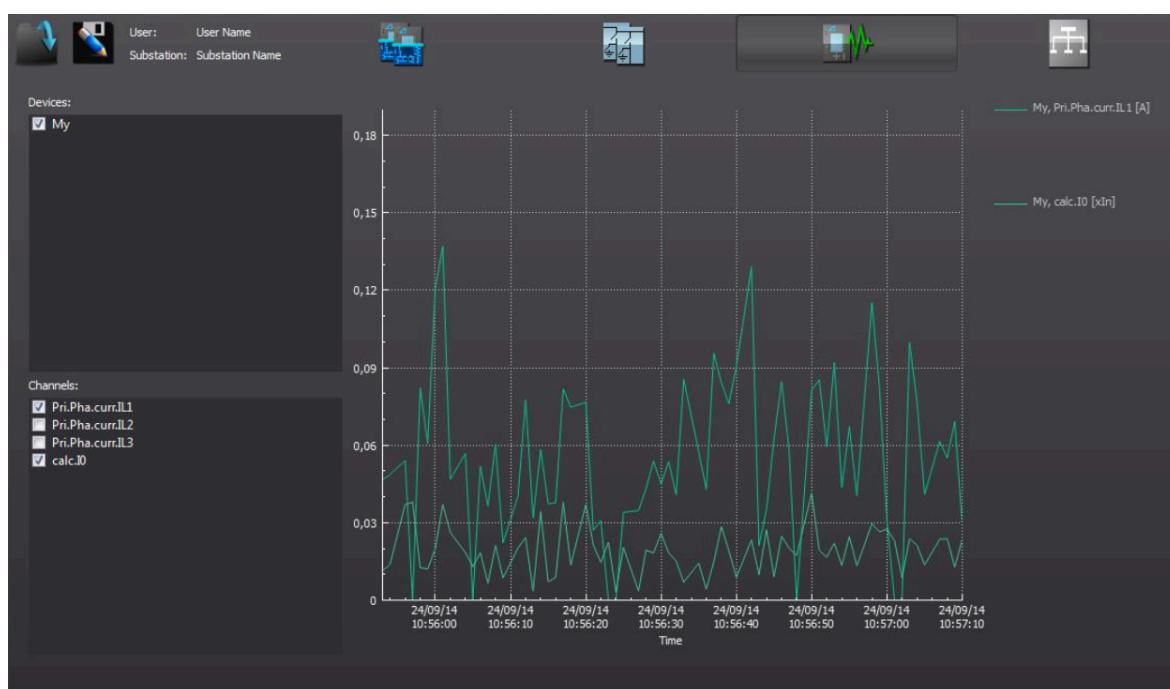 User: User Name
Substation: Substation Name
Devices:
My
Channels:
Pri.Pha.curr.IL1
Pri.Pha.curr.IL2
Pri.Pha.curr.IL3
calc.I0
0,18
0,15
0,12
0,09
0,06
0,03
0
24/09/14 24/09/14 24/09/14 24/09/14 24/09/14 24/09/14 24/09/14 24/09/14
10:56:00 10:56:10 10:56:20 10:56:30 10:56:40 10:56:50 10:57:00 10:57:10
Time
My, Pri.Pha.curr.IL1 [A]
My, calc.I0 [xIn]